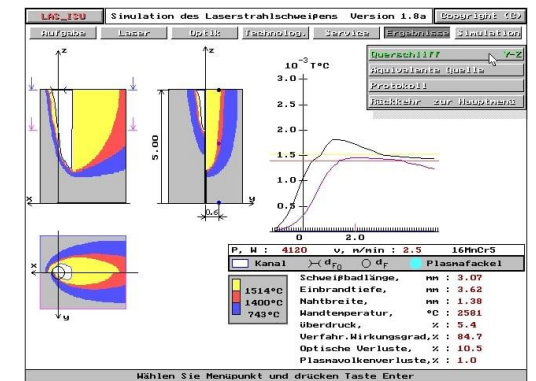 LAS_ISU Simulation des Laserstrahlschweißens Version 1.8a Copyright (C)
Aufgabe Laser Optik Technolog. Service Ergebnisse Simulation
Querschliff Y-Z
Äquivalente Quelle
Protokoll
Rückkehr zur Hauptmenü
z
z
10⁻³ T°C
3.0
2.5
2.0
1.5
1.0
0.5
0 2.0
5.00
x
y
0.6
P, W : 4120 v, m/min : 2.5 16MnCr5
Kanal dF0 dF Plasmafackel
x
y
1514°C
1400°C
743°C
Schweißbadlänge, mm : 3.07
Einbrandtiefe, mm : 3.62
Nahtbreite, mm : 1.38
Wandtemperatur, °C : 2581
Überdruck, % : 5.4
Verfahr.Wirkungsgrad,% : 84.7
Optische Verluste, % : 10.5
Plasmavolkenverluste,% : 1.0
Wählen Sie Menüpunkt und drücken Taste Enter